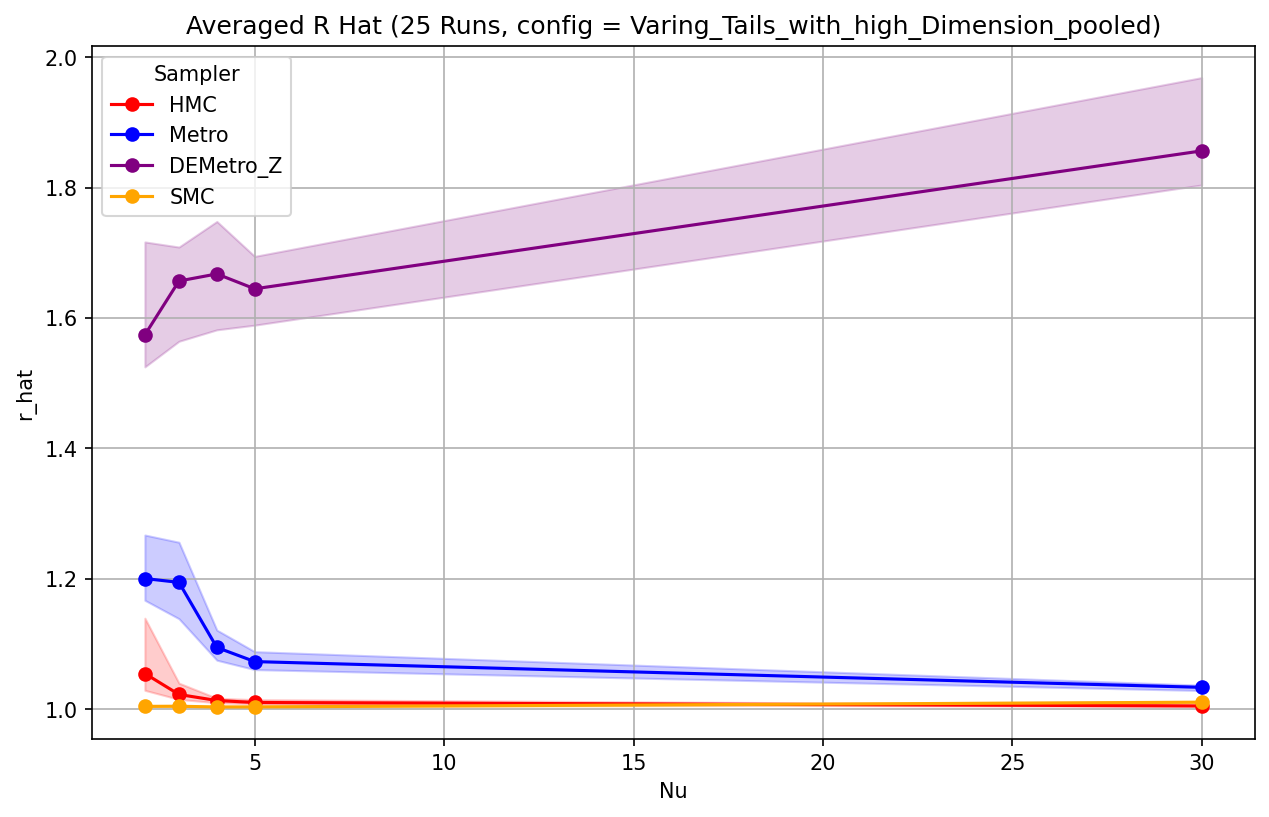 Averaged R Hat (25 Runs, config = Varing_Tails_with_high_Dimension_pooled)
Sampler
HMC
Metro
DEMetro_Z
SMC
r_hat
2.0
1.8
1.6
1.4
1.2
1.0
5 10 15 20 25 30
Nu